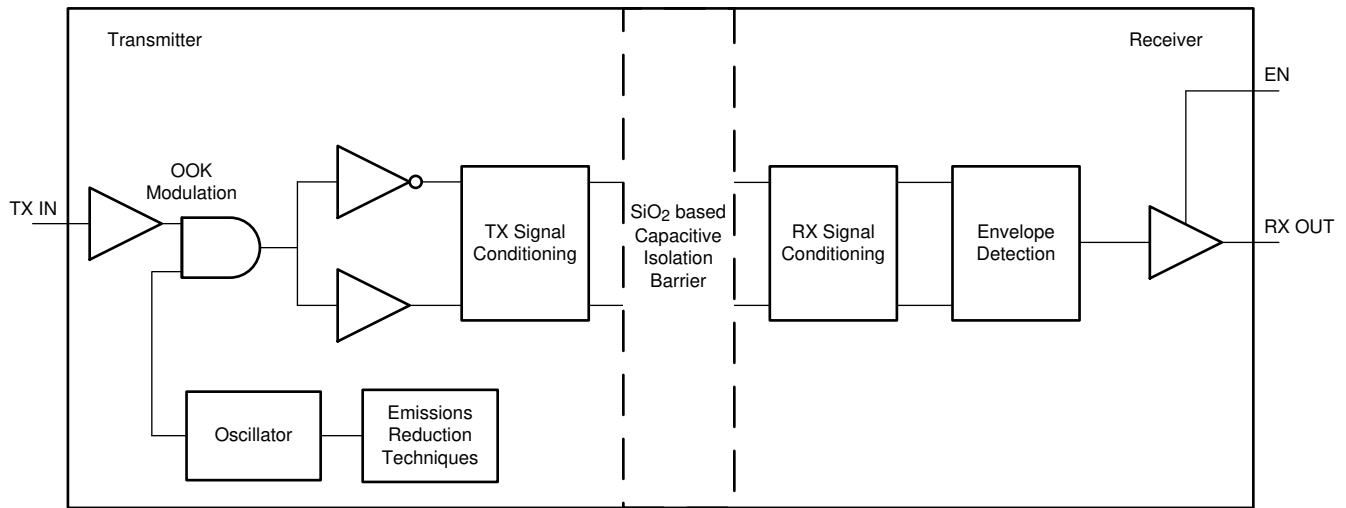 Transmitter
Receiver
EN
OOK
Modulation
TX IN
TX Signal
Conditioning
SiO2 based
Capacitive
Isolation
Barrier
RX Signal
Conditioning
Envelope
Detection
RX OUT
Oscillator
Emissions
Reduction
Techniques